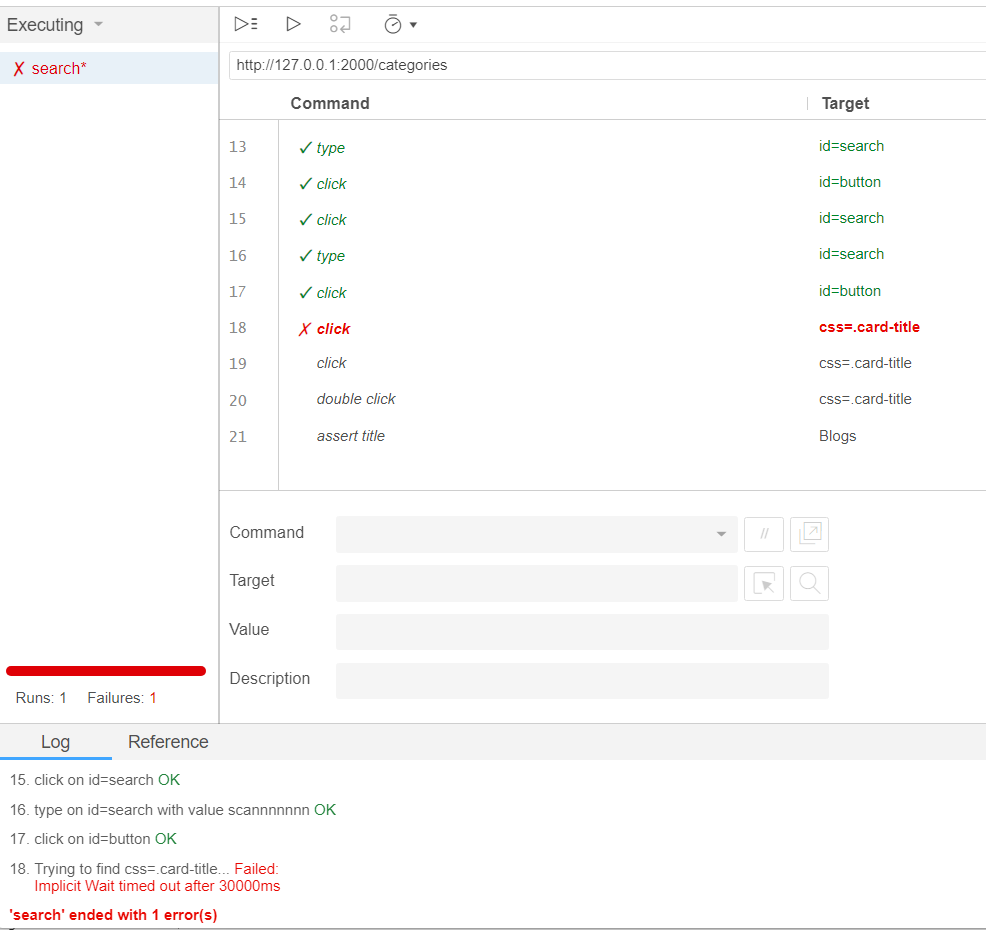 Executing
✗ search*
http://127.0.0.1:2000/categories
Command Target
13 ✓ type id=search
14 ✓ click id=button
15 ✓ click id=search
16 ✓ type id=search
17 ✓ click id=button
18 ✗ click css=.card-title
19 click css=.card-title
20 double click css=.card-title
21 assert title Blogs
Command //
Target
Value
Description
Runs: 1 Failures: 1
Log Reference
15. click on id=search OK
16. type on id=search with value scannnnnnn OK
17. click on id=button OK
18. Trying to find css=.card-title... Failed:
Implicit Wait timed out after 30000ms
'search' ended with 1 error(s)